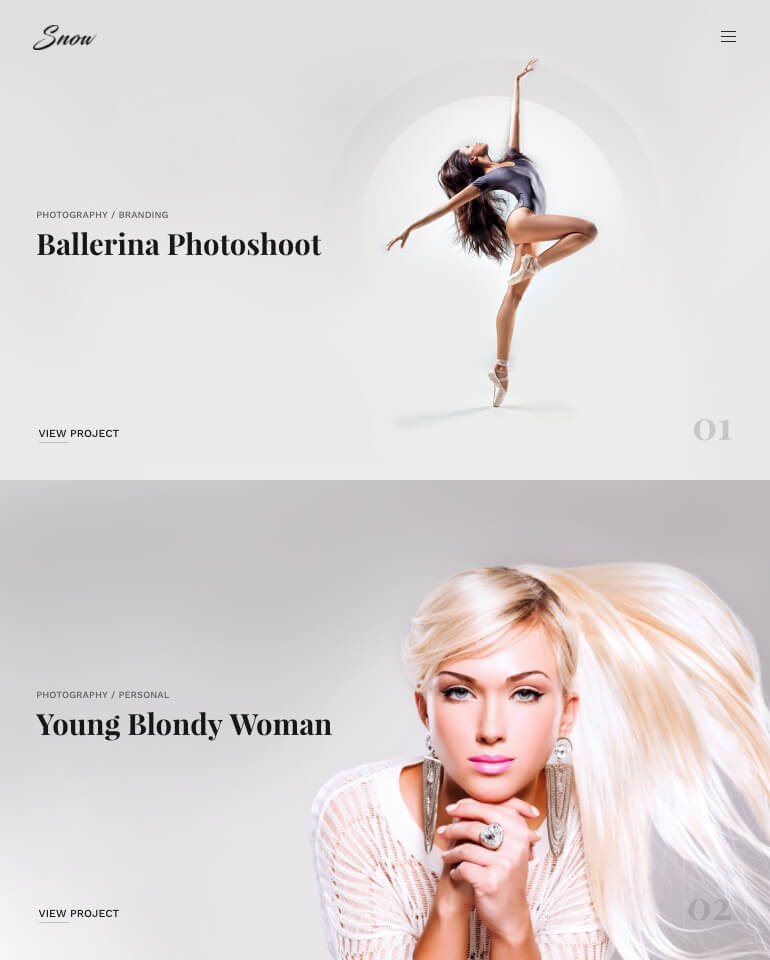 Snow
PHOTOGRAPHY / BRANDING
Ballerina Photoshoot
VIEW PROJECT
01
PHOTOGRAPHY / PERSONAL
Young Blondy Woman
VIEW PROJECT
02